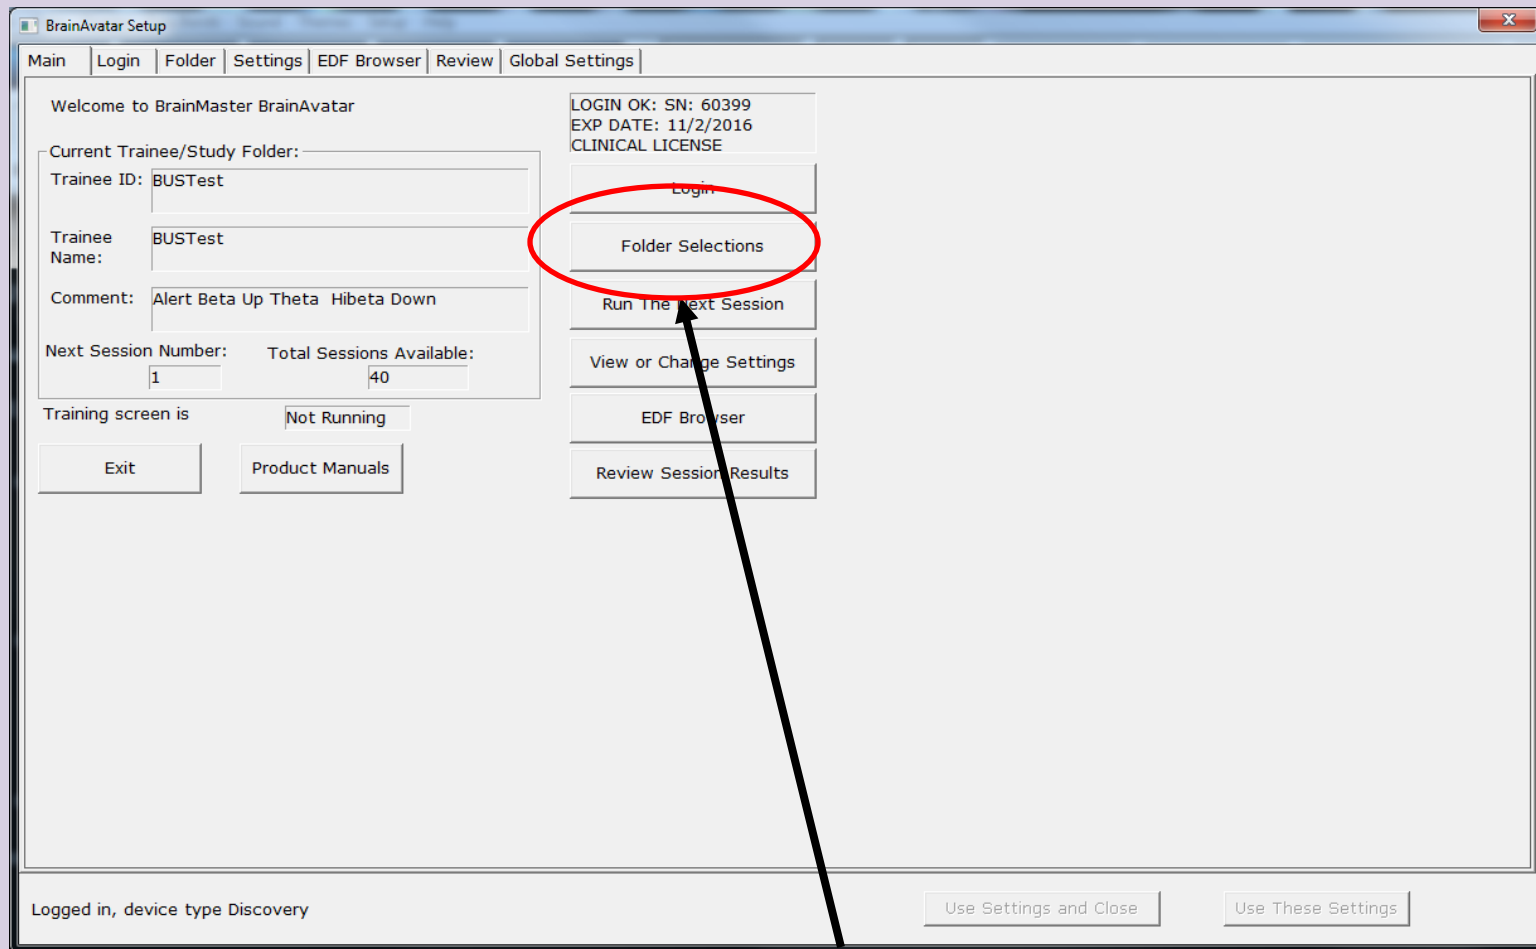 BrainAvatar Setup
Main Login Folder Settings EDF Browser Review Global Settings
Welcome to BrainMaster BrainAvatar
Current Trainee/Study Folder:
Trainee ID: BUSTest
Trainee Name: BUSTest
Comment: Alert Beta Up Theta  Hibeta Down
Next Session Number: Total Sessions Available:
1 40
Training screen is Not Running
Exit Product Manuals
LOGIN OK: SN: 60399
EXP DATE: 11/2/2016
CLINICAL LICENSE
Login
Folder Selections
Run The Next Session
View or Change Settings
EDF Browser
Review Session Results
Logged in, device type Discovery
Use Settings and Close Use These Settings